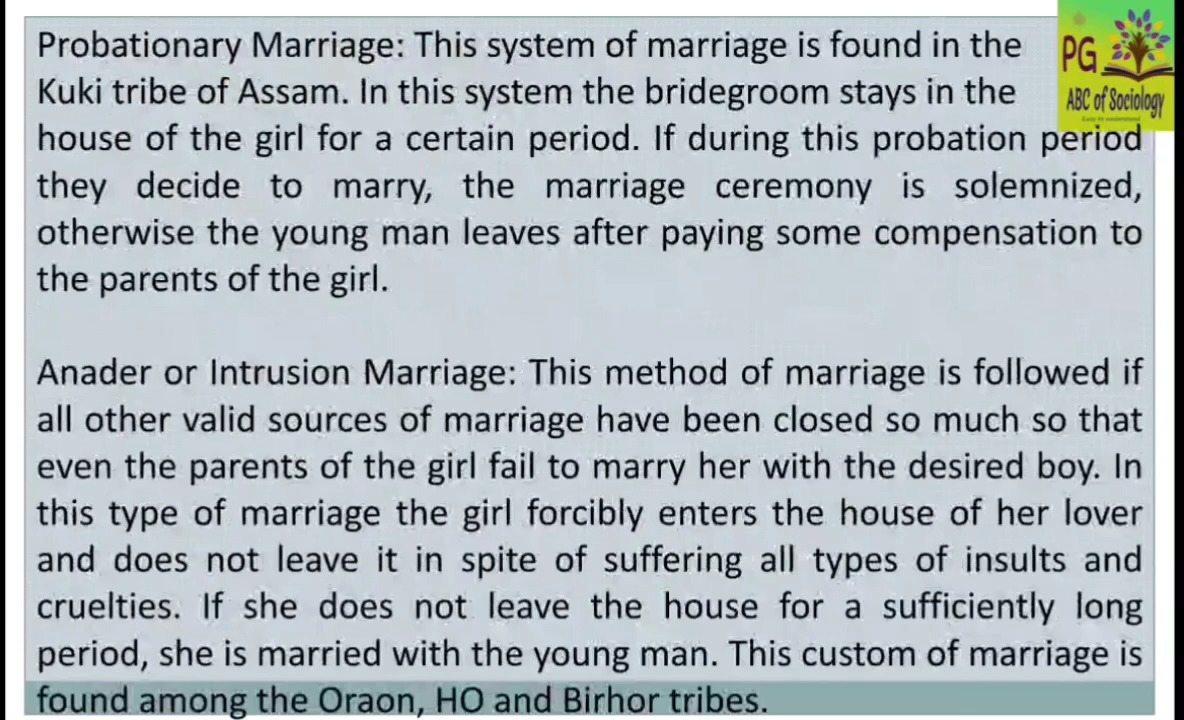 Probationary Marriage: This system of marriage is found in the
Kuki tribe of Assam. In this system the bridegroom stays in the
house of the girl for a certain period. If during this probation period
they decide to marry, the marriage ceremony is solemnized,
otherwise the young man leaves after paying some compensation to
the parents of the girl.
Anader or Intrusion Marriage: This method of marriage is followed if
all other valid sources of marriage have been closed so much so that
even the parents of the girl fail to marry her with the desired boy. In
this type of marriage the girl forcibly enters the house of her lover
and does not leave it in spite of suffering all types of insults and
cruelties. If she does not leave the house for a sufficiently long
period, she is married with the young man. This custom of marriage is
found among the Oraon, HO and Birhor tribes.
PG
ABC of Sociology
Easy to understand